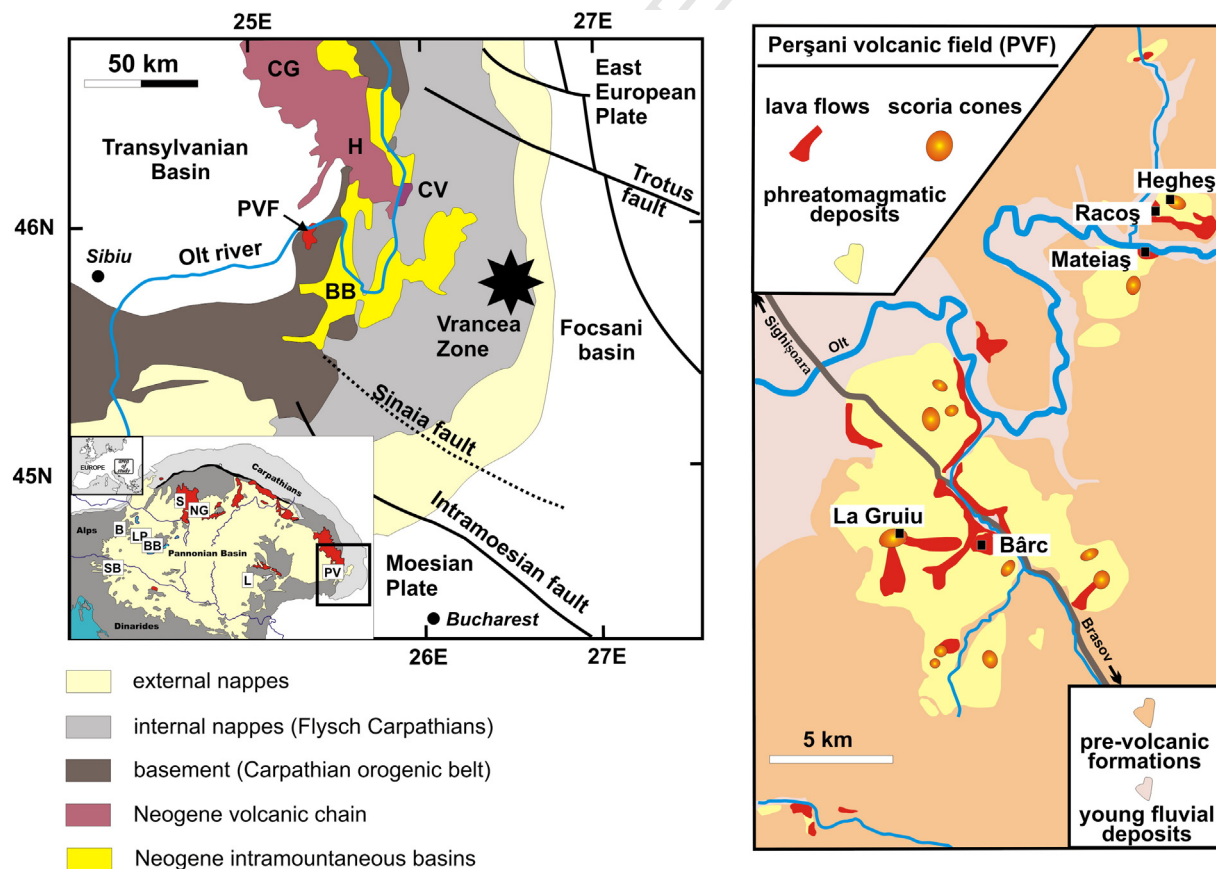 25E
27E
50 km
CG
East
European
Plate
Transylvanian
Basin
H
CV
Trotus
fault
PVF
46N
Sibiu
Olt river
BB
Vrancea
Zone
Focsani
basin
Sinaia fault
45N
Intramoesian fault
Moesian
Plate
Bucharest
26E
27E
EUROPE
Carpathians
Alps
S
NG
B
LP
BB
Pannonian Basin
SB
L
PV
Dinarides
external nappes
internal nappes (Flysch Carpathians)
basement (Carpathian orogenic belt)
Neogene volcanic chain
Neogene intramountaneous basins
Perşani volcanic field (PVF)
lava flows
scoria cones
phreatomagmatic
deposits
Hegheş
Racoş
Mateiaş
Sighişoara
Olt
La Gruiu
Bârc
Brasov
5 km
pre-volcanic
formations
young fluvial
deposits